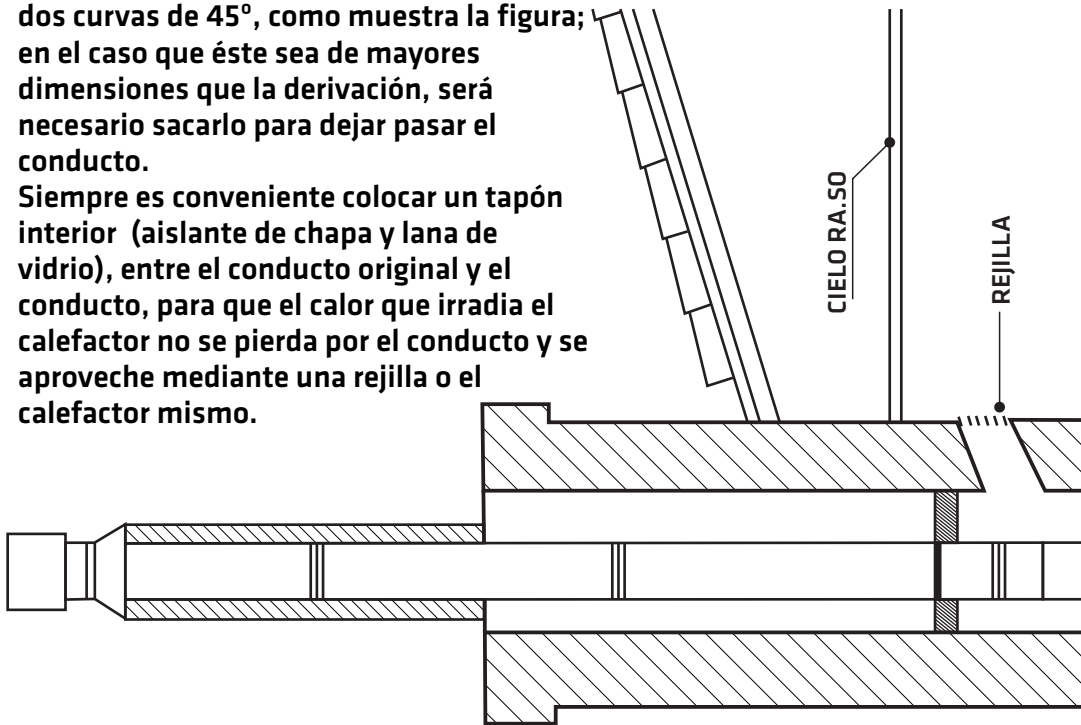 dos curvas de 45º, como muestra la figura;
en el caso que éste sea de mayores
dimensiones que la derivación, será
necesario sacarlo para dejar pasar el
conducto.
Siempre es conveniente colocar un tapón
interior (aislante de chapa y lana de
vidrio), entre el conducto original y el
conducto, para que el calor que irradia el
calefactor no se pierda por el conducto y se
aproveche mediante una rejilla o el
calefactor mismo.
CIELO RA.SO
REJILLA